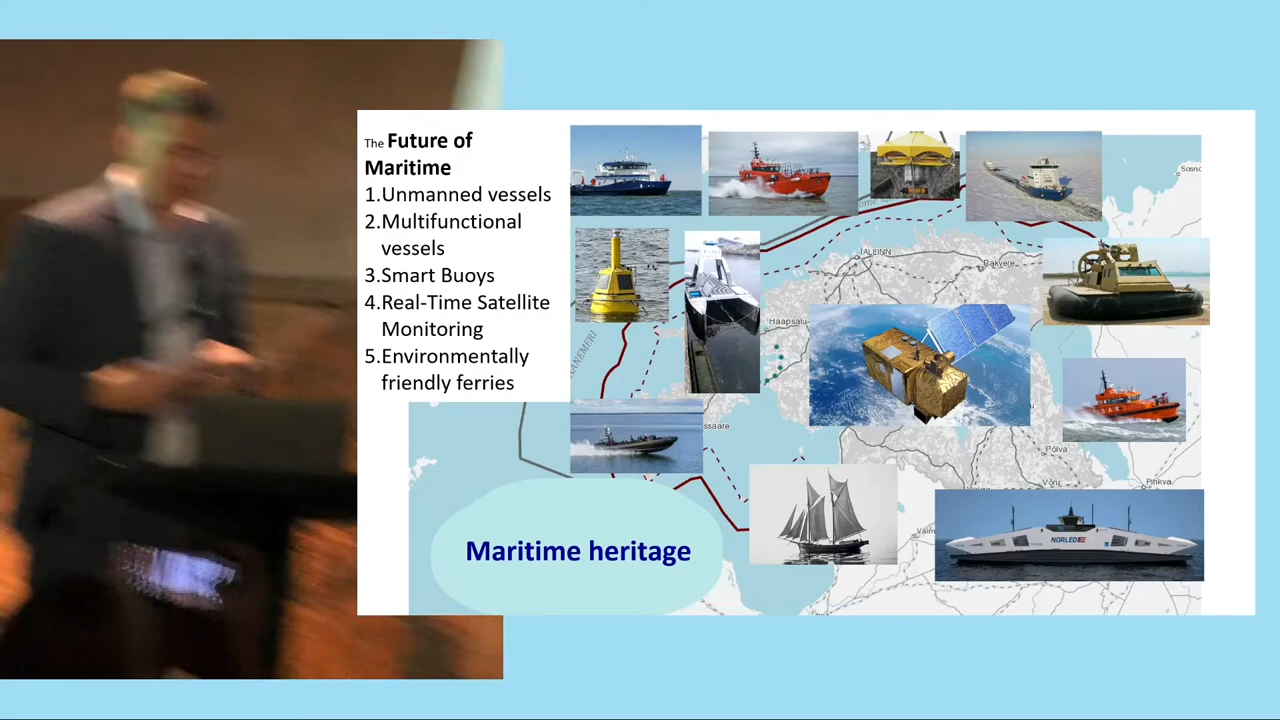 The Future of
Maritime
1.Unmanned vessels
2.Multifunctional
vessels
3.Smart Buoys
4.Real-Time Satellite
Monitoring
5.Environmentally
friendly ferries
Maritime heritage
TALLINN
Rakvere
Haapsalu
Põlva
Võru
Pihkva
SAR
NORLED